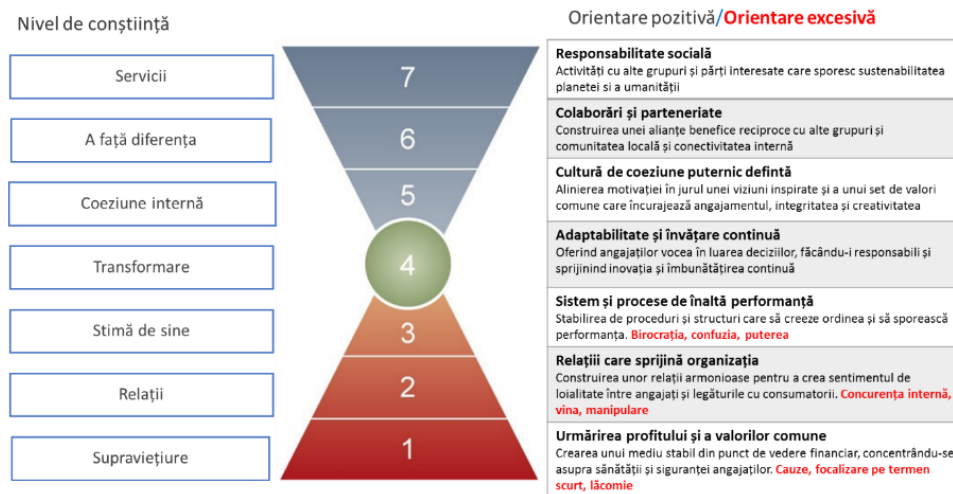 Nivel de conștiință
Orientare pozitivă/Orientare excesivă
Servicii
7
Responsabilitate socială
Activități cu alte grupuri și părți interesate care sporesc sustenabilitatea
planetei si a umanității
A față diferența
6
Colaborări și parteneriate
Construirea unei alianțe benefice reciproce cu alte grupuri și
comunitatea locală și conectivitatea internă
Coeziune internă
5
Cultură de coeziune puternic defintă
Alinierea motivației în jurul unei viziuni inspirate și a unui set de valori
comune care încurajează angajamentul, integritatea și creativitatea
Transformare
4
Adaptabilitate și învățare continuă
Oferind angajaților vocea în luarea deciziilor, făcându-i responsabili și
sprijinind inovația și îmbunătățirea continuă
Stimă de sine
3
Sistem și procese de înaltă performanță
Stabilirea de proceduri și structuri care să creeze ordinea și să sporească
performanța. Birocrația, confuzia, puterea
Relații
2
Relațiii care sprijină organizația
Construirea unor relații armonioase pentru a crea sentimentul de
loialitate între angajați și legăturile cu consumatorii. Concurența internă,
vina, manipulare
Supraviețiure
1
Urmărirea profitului și a valorilor comune
Crearea unui mediu stabil din punct de vedere financiar, concentrându-se
asupra sănătății și siguranței angajaților. Cauze, focalizare pe termen
scurt, lăcomie